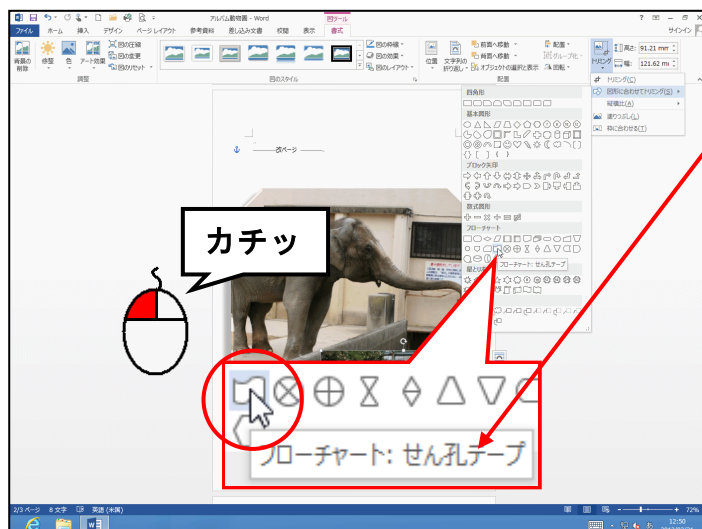 アルバム動物園 - Word
図ツール
ファイル ホーム 挿入 デザイン ページ レイアウト 参考資料 差し込み文書 校閲 表示 書式
サインイン
背景の削除
修整
色
アート効果
図の圧縮
図の変更
図のリセット
調整
図のスタイル
図の枠線
図の効果
図のレイアウト
位置
文字列の折り返し
前面へ移動
背面へ移動
オブジェクトの選択と表示
配置
グループ化
回転
配置
トリミング
高さ: 91.21 mm
幅: 121.62 mm
トリミング(C)
図形に合わせてトリミング(S)
縦横比(A)
塗りつぶし(L)
枠に合わせる(T)
四角形
基本図形
ブロック矢印
数式図形
フローチャート
フローチャート: せん孔テープ
改ページ
カチッ
フローチャート: せん孔テープ
2/3 ページ 8 文字 英語 (米国)
72%
12:50